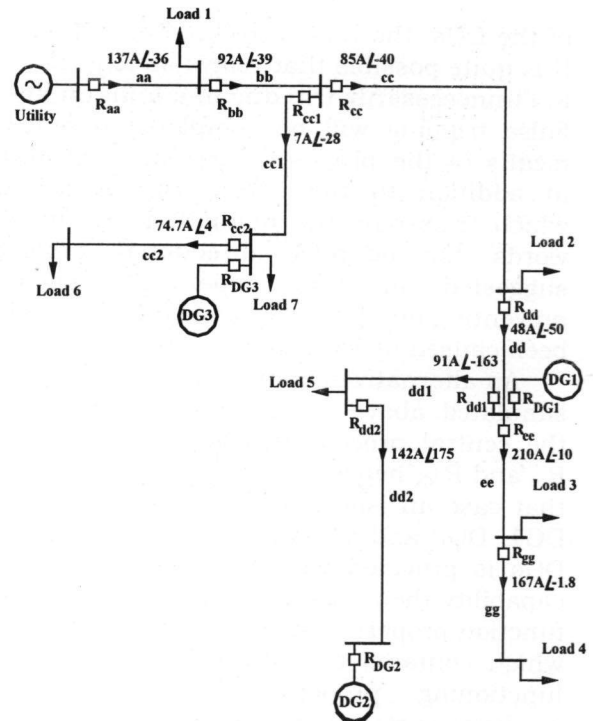 Load 1
137A∠-36
92A∠-39
85A∠-40
aa
bb
cc
Utility
Raa
Rbb
Rcc1
Rcc
7A∠-28
cc1
74.7A∠4
Rcc2
cc2
RDG3
Load 6
Load 7
DG3
Load 2
Rdd
48A∠-50
dd
91A∠-163
Load 5
dd1
DG1
Rdd1
RDG1
Rdd2
Ree
142A∠175
210A∠-10
ee
Load 3
dd2
Rgg
167A∠-1.8
gg
Load 4
RDG2
DG2